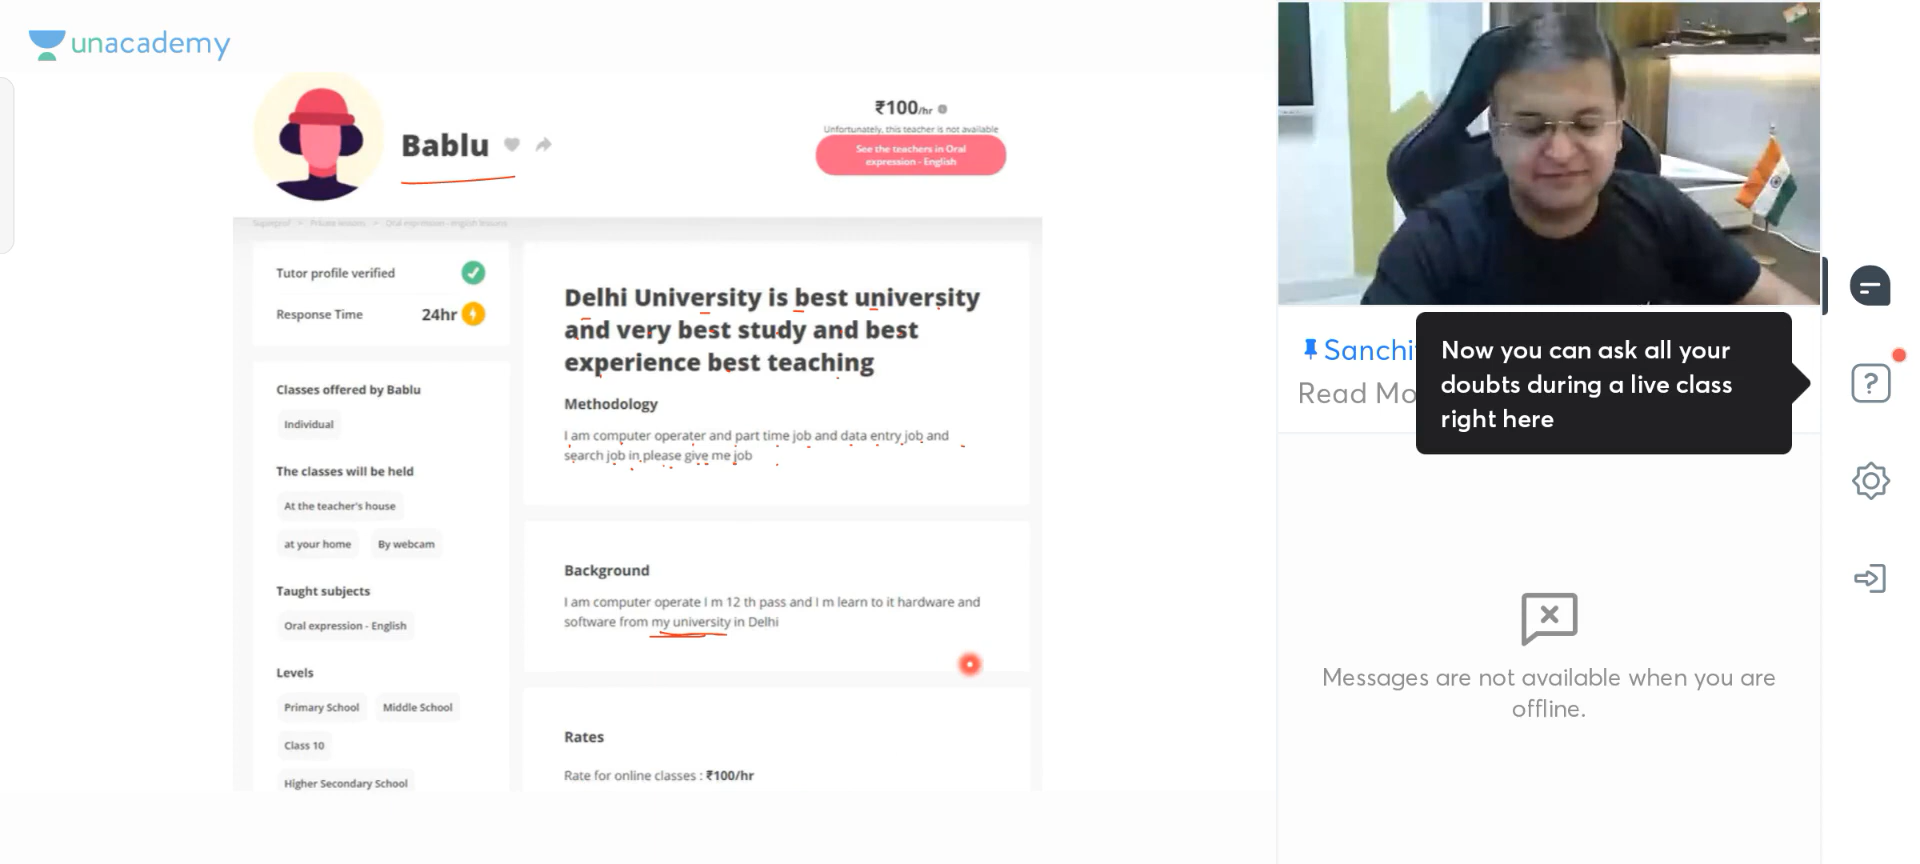 unacademy
Bablu
₹100/hr
Unfortunately, this teacher is not available
See the teachers in Oral
expression - English
Superprof > Private lessons > Oral expression - english lessons
Tutor profile verified
Response Time 24hr
Classes offered by Bablu
Individual
The classes will be held
At the teacher's house
at your home By webcam
Taught subjects
Oral expression - English
Levels
Primary School Middle School
Class 10
Higher Secondary School
Delhi University is best university
and very best study and best
experience best teaching
Methodology
I am computer operater and part time job and data entry job and
search job in please give me job
Background
I am computer operate I m 12 th pass and I m learn to it hardware and
software from my university in Delhi
Rates
Rate for online classes : ₹100/hr
Sanchi
Read Mo
Now you can ask all your
doubts during a live class
right here
?
Messages are not available when you are
offline.